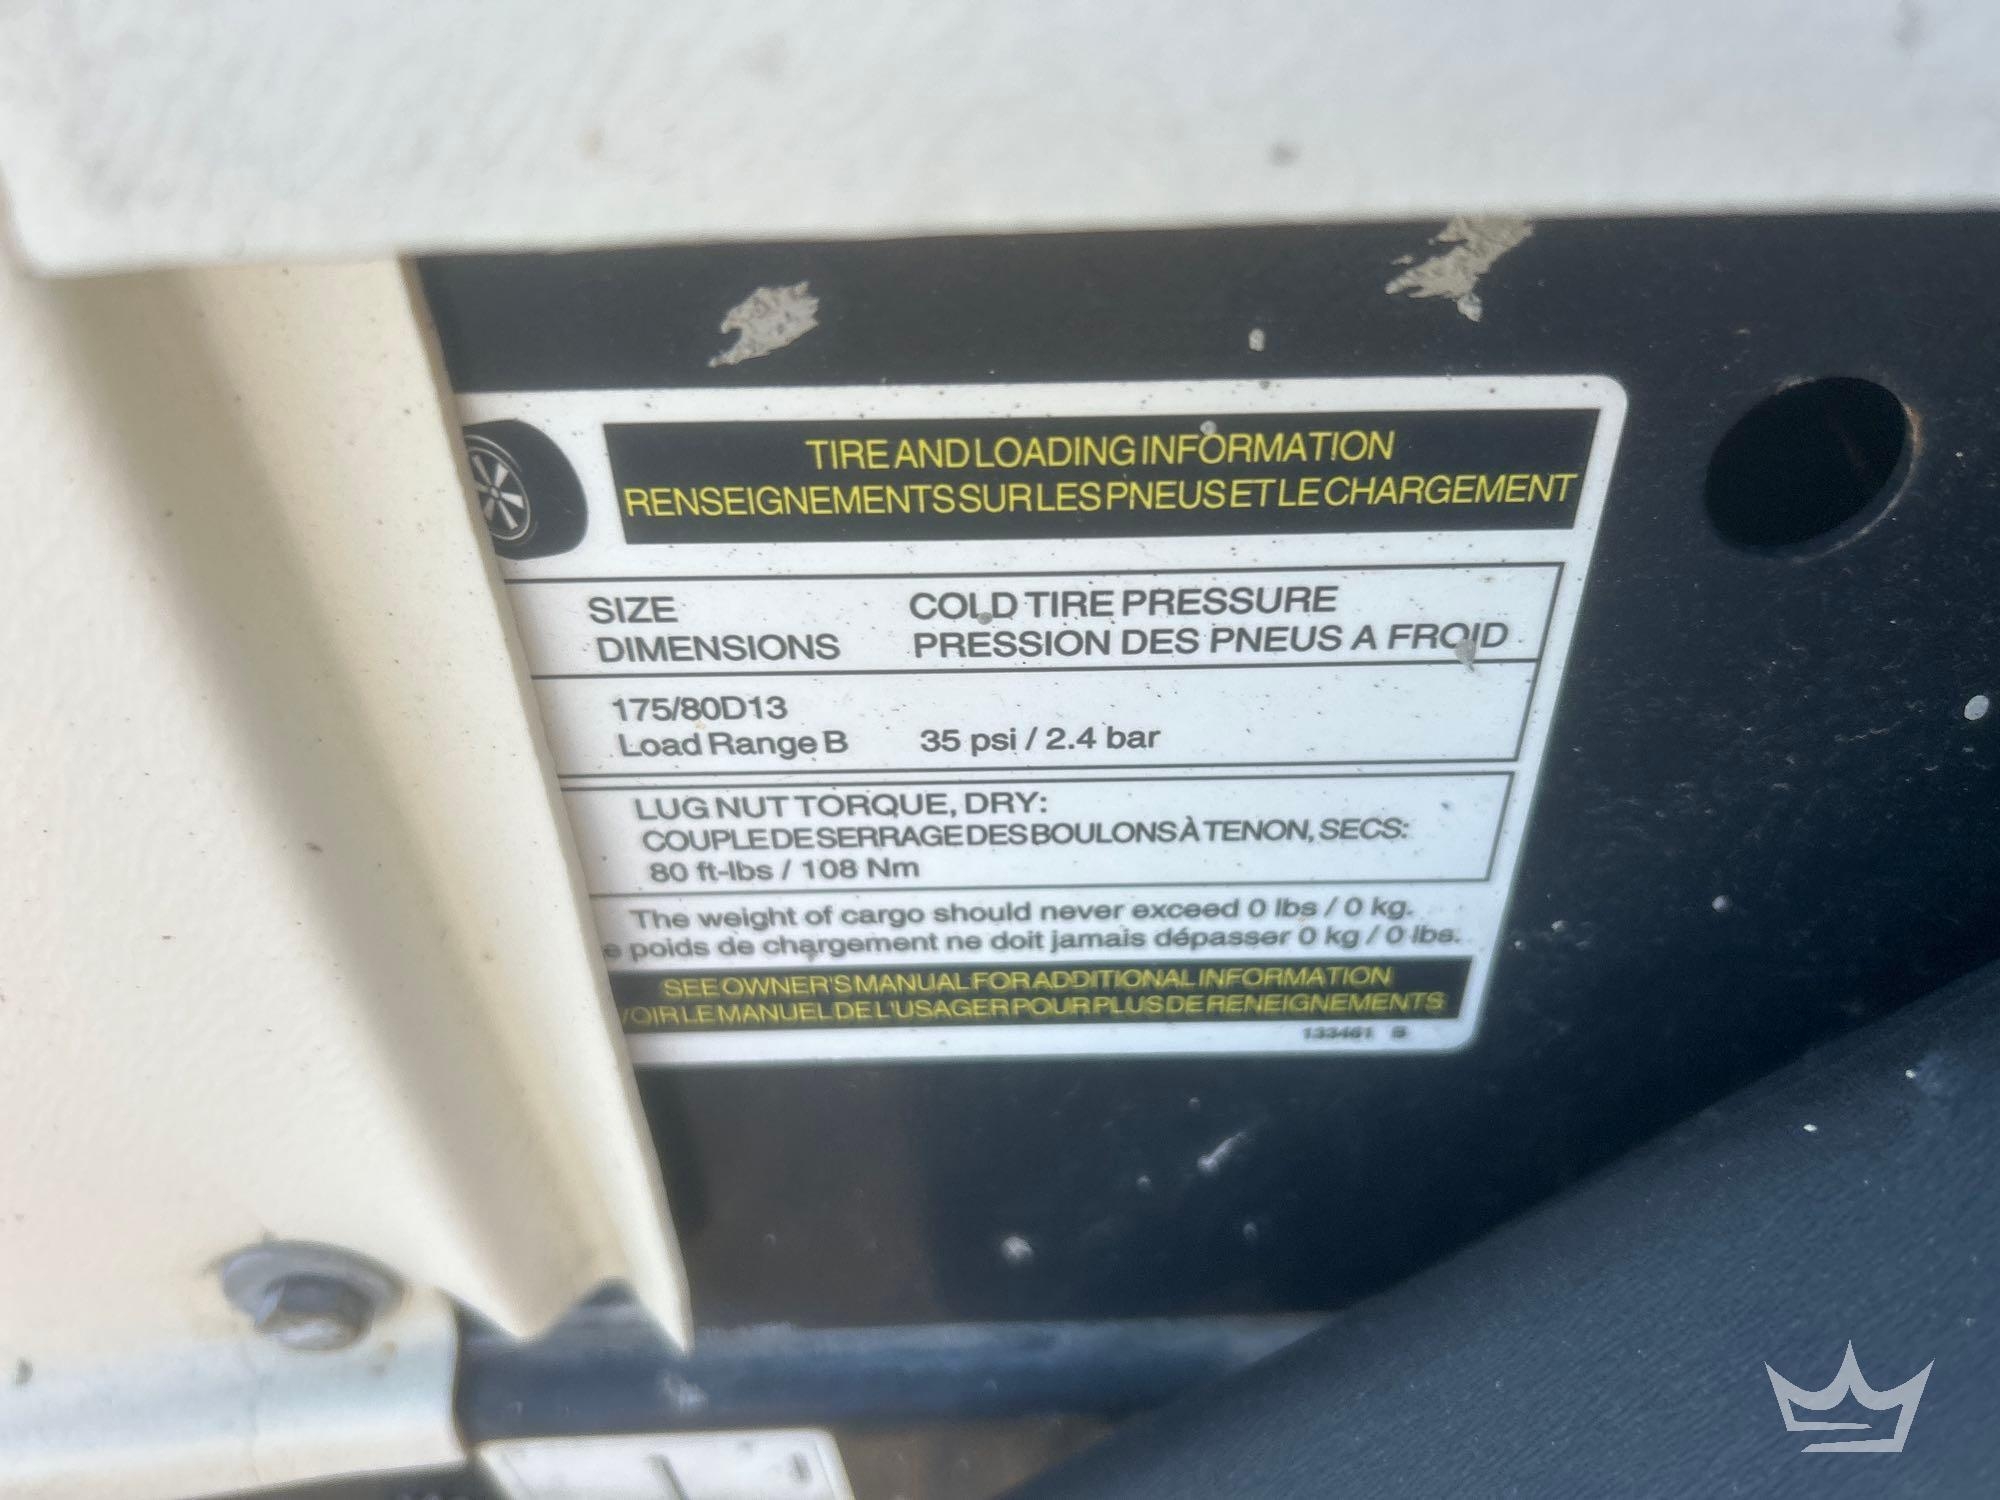 TIRE AND LOADING INFORMATION
RENSEIGNEMENTS SUR LES PNEUS ET LE CHARGEMENT
SIZE COLD TIRE PRESSURE
DIMENSIONS PRESSION DES PNEUS A FROID
175/80D13
Load Range B 35 psi / 2.4 bar
LUG NUT TORQUE, DRY:
COUPLE DE SERRAGE DES BOULONS À TENON, SECS:
80 ft-lbs / 108 Nm
The weight of cargo should never exceed 0 lbs / 0 kg.
e poids de chargement ne doit jamais dépasser 0 kg / 0 lbs.
SEE OWNER'S MANUAL FOR ADDITIONAL INFORMATION
OIR LE MANUEL DE L'USAGER POUR PLUS DE RENEIGNEMENTS
133461 B